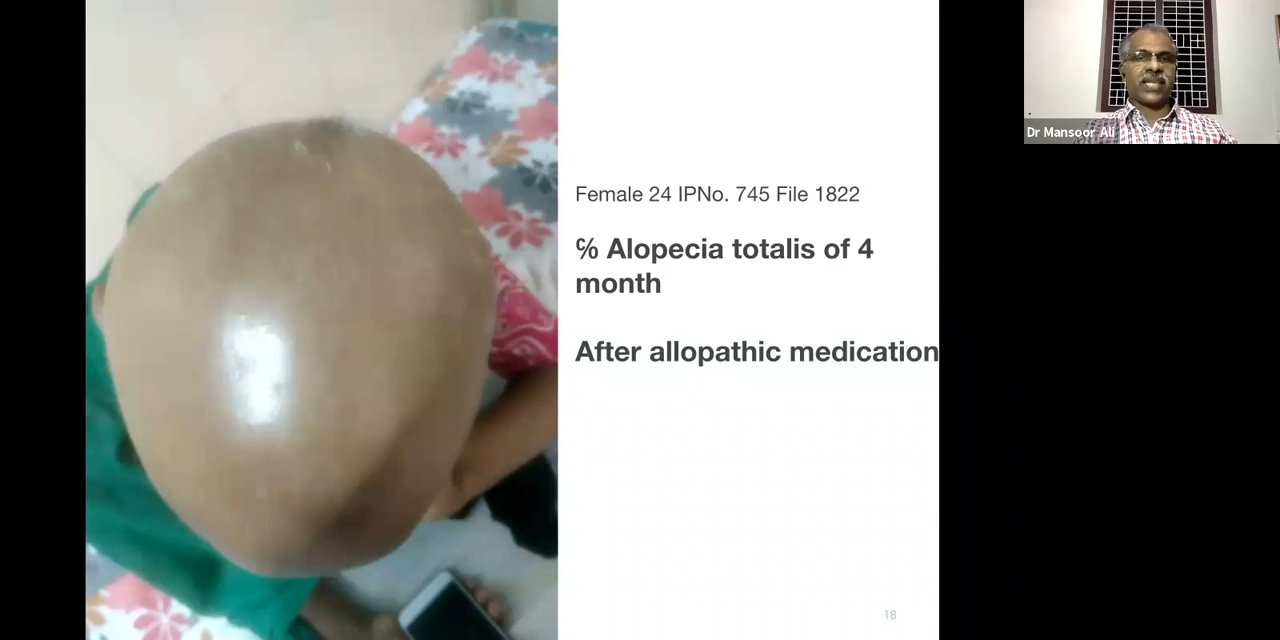 Female 24 IPNo. 745 File 1822
℅ Alopecia totalis of 4
month
After allopathic medication
18
Dr Mansoor Ali